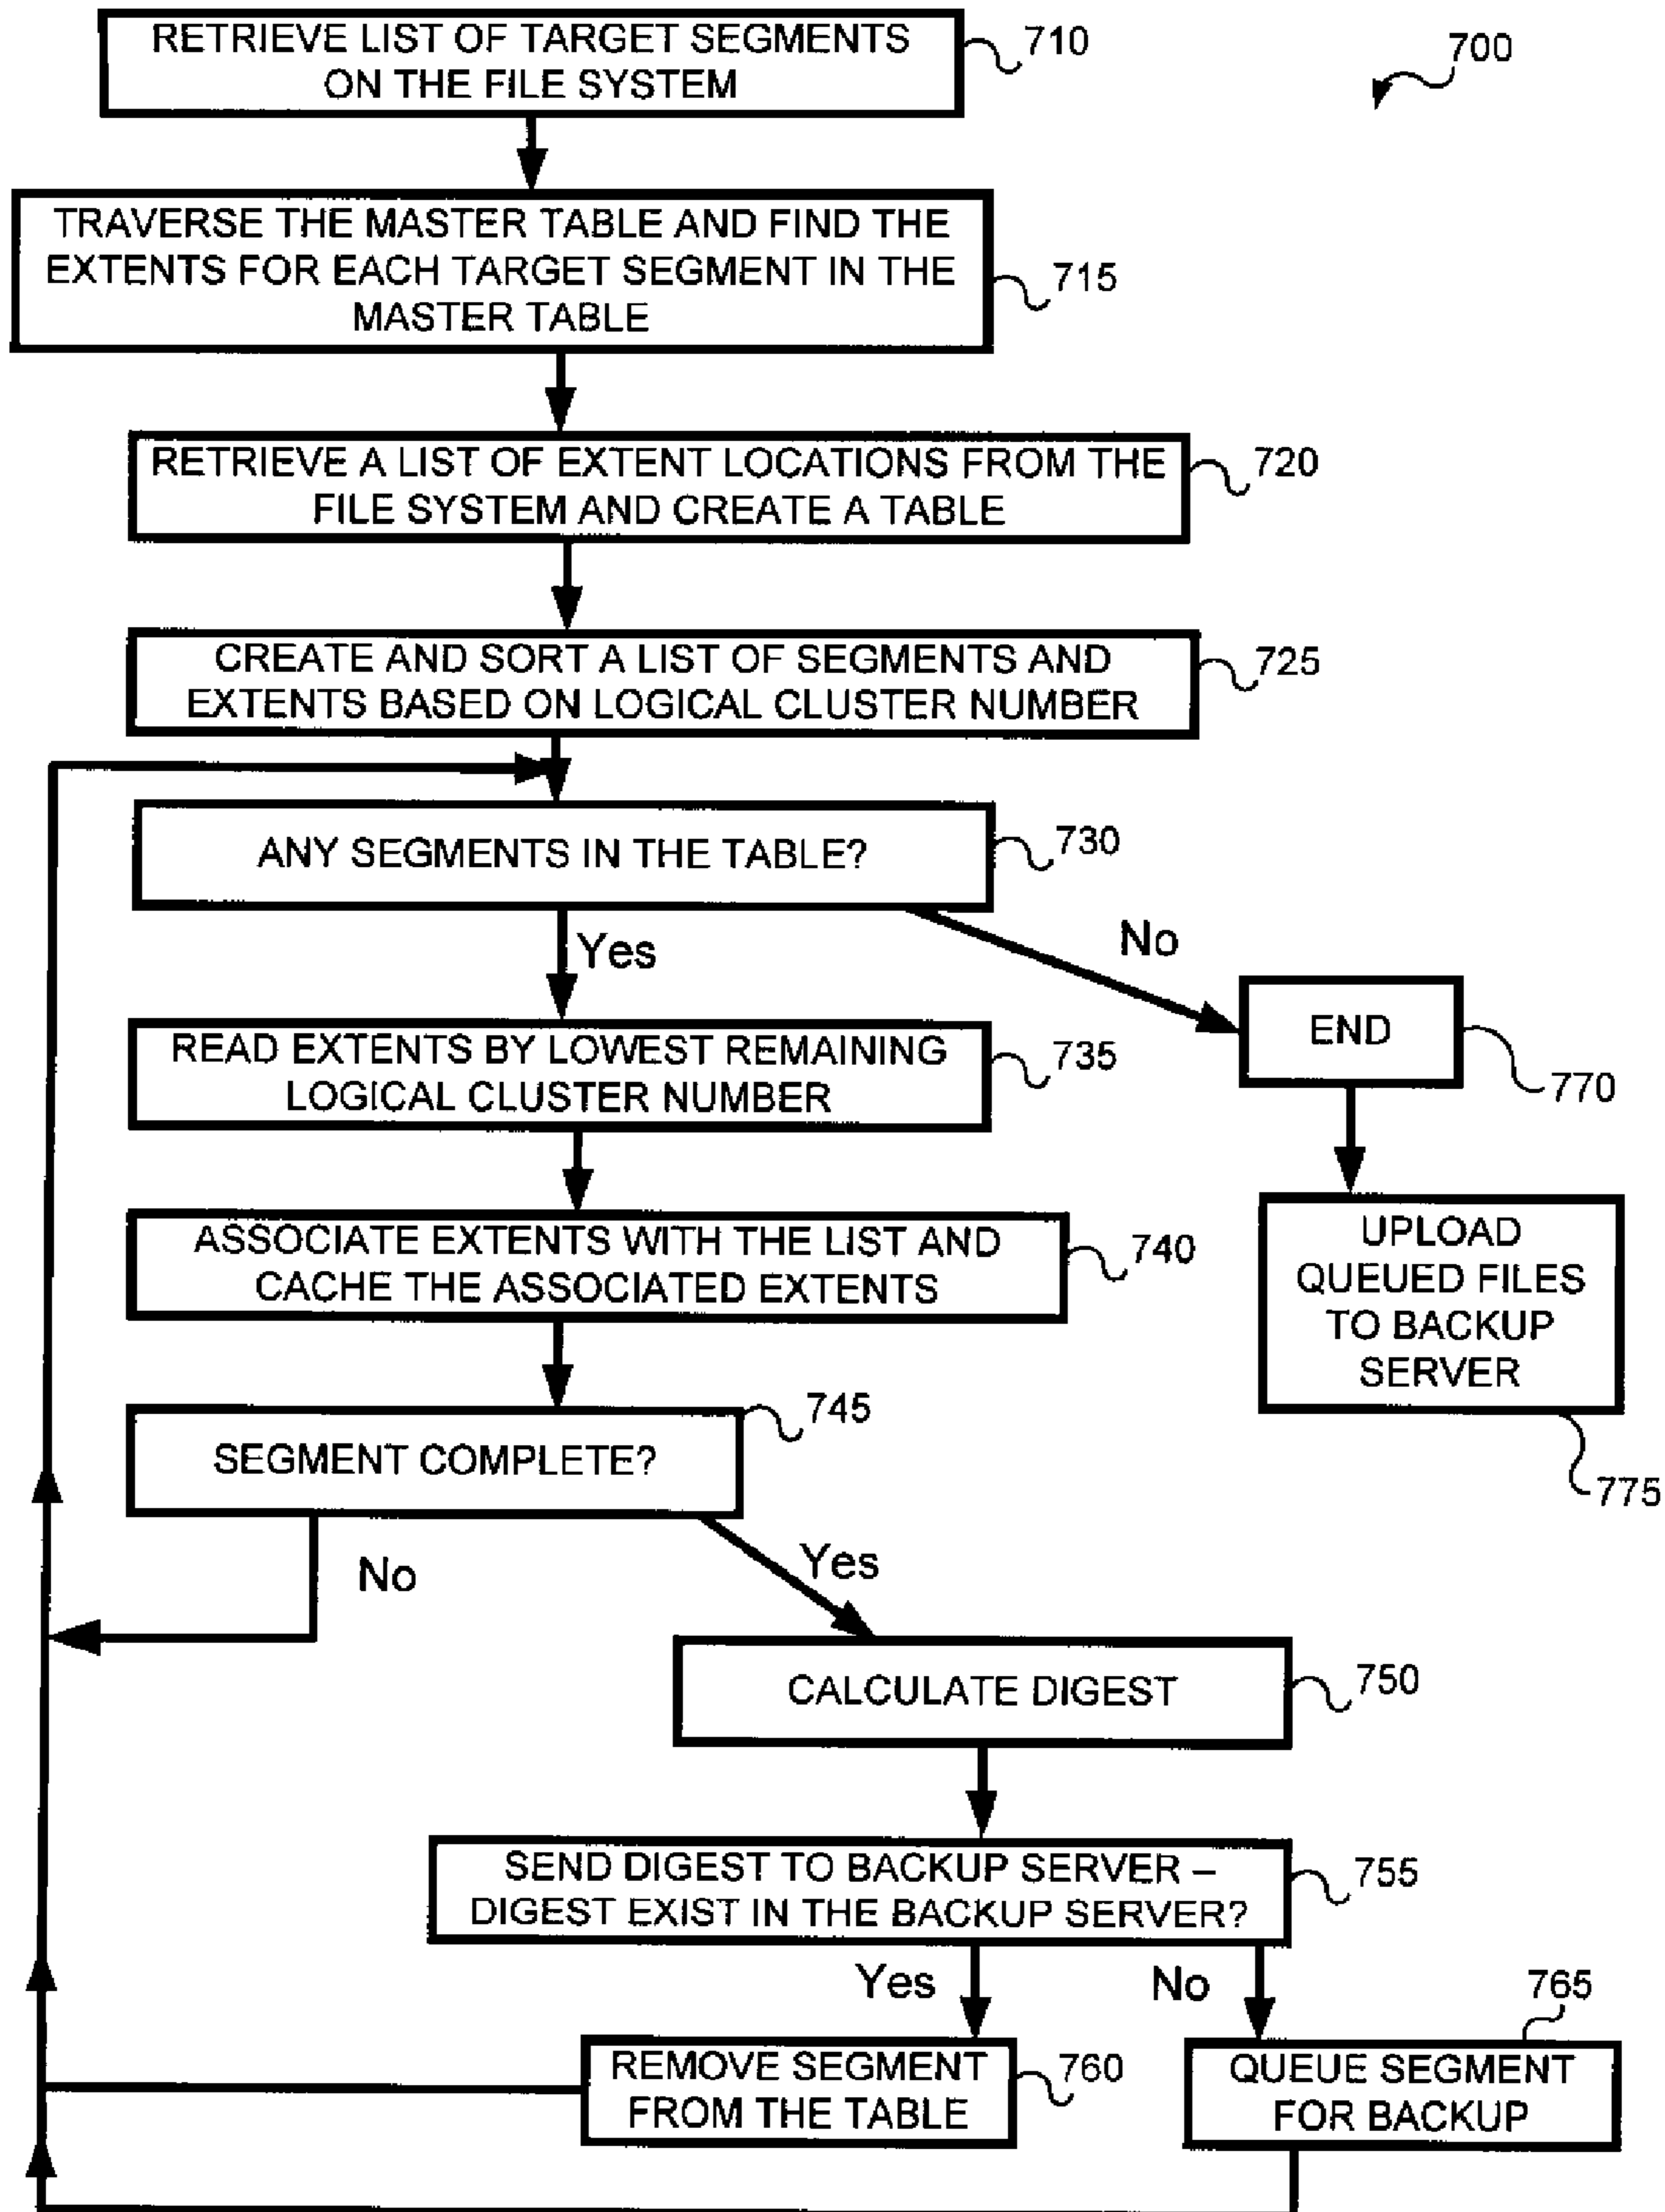 RETRIEVE LIST OF TARGET SEGMENTS
ON THE FILE SYSTEM
710
700
TRAVERSE THE MASTER TABLE AND FIND THE
EXTENTS FOR EACH TARGET SEGMENT IN THE
MASTER TABLE
715
RETRIEVE A LIST OF EXTENT LOCATIONS FROM THE
FILE SYSTEM AND CREATE A TABLE
720
CREATE AND SORT A LIST OF SEGMENTS AND
EXTENTS BASED ON LOGICAL CLUSTER NUMBER
725
ANY SEGMENTS IN THE TABLE?
730
Yes
No
READ EXTENTS BY LOWEST REMAINING
LOGICAL CLUSTER NUMBER
735
END
770
ASSOCIATE EXTENTS WITH THE LIST AND
CACHE THE ASSOCIATED EXTENTS
740
UPLOAD
QUEUED FILES
TO BACKUP
SERVER
775
SEGMENT COMPLETE?
745
No
Yes
CALCULATE DIGEST
750
SEND DIGEST TO BACKUP SERVER –
DIGEST EXIST IN THE BACKUP SERVER?
755
Yes
No
REMOVE SEGMENT
FROM THE TABLE
760
QUEUE SEGMENT
FOR BACKUP
765